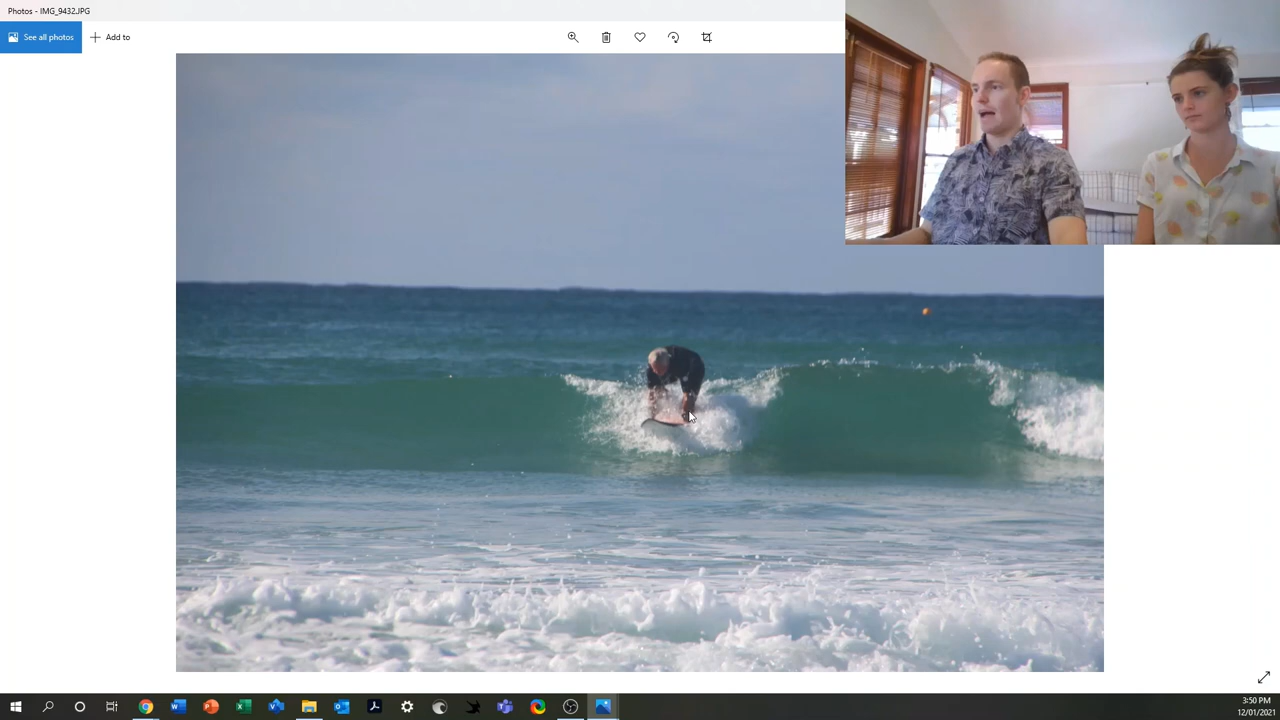 Photos - IMG_9432.JPG
See all photos
Add to
3:50 PM
12/01/2021